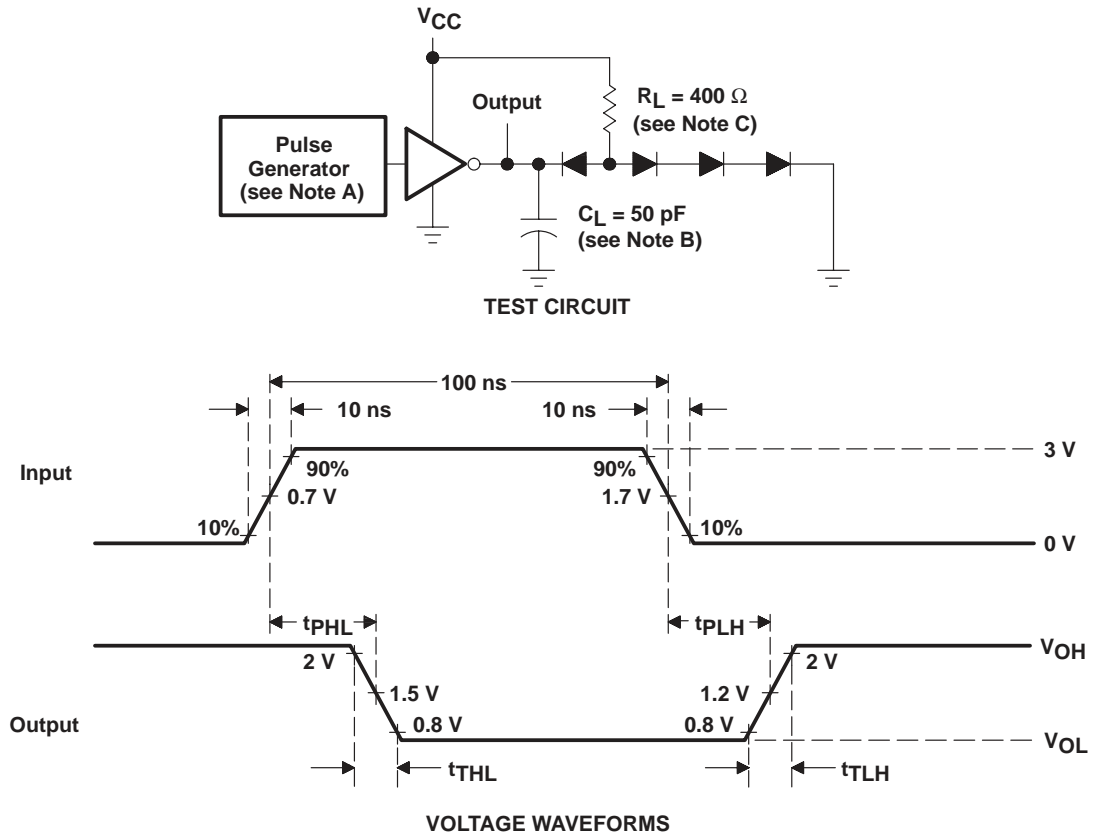 VCC
Output
RL = 400 Ω
(see Note C)
Pulse
Generator
(see Note A)
CL = 50 pF
(see Note B)
TEST CIRCUIT
100 ns
10 ns
10 ns
3 V
Input
90%
90%
0.7 V
1.7 V
10%
10%
0 V
tPHL
tPLH
VOH
2 V
2 V
1.5 V
1.2 V
Output
0.8 V
0.8 V
VOL
tTHL
tTLH
VOLTAGE WAVEFORMS